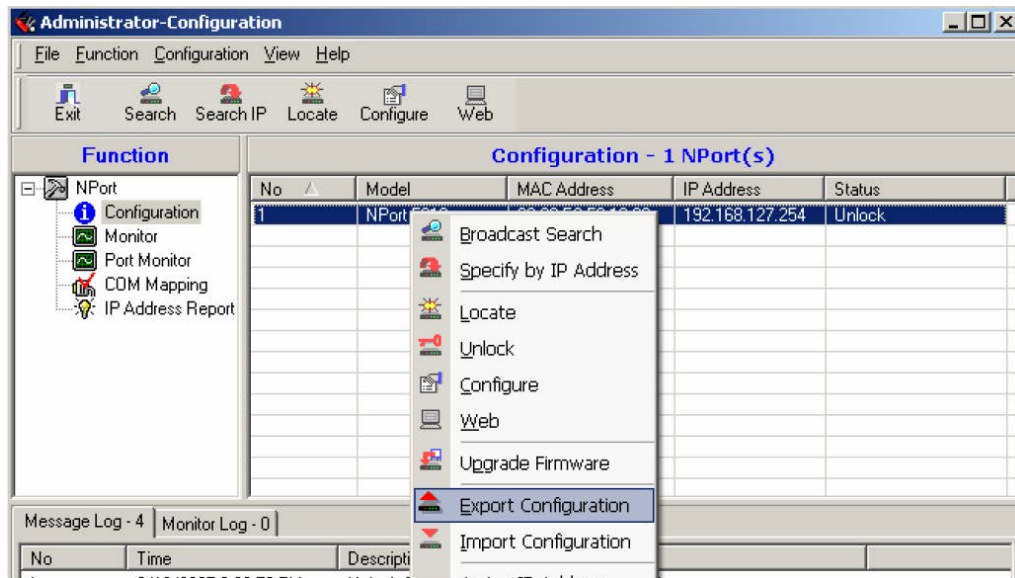 Administrator-Configuration
File Function Configuration View Help
Exit Search Search IP Locate Configure Web
Function
Configuration - 1 NPort(s)
NPort
Configuration
Monitor
Port Monitor
COM Mapping
IP Address Report
No Model MAC Address IP Address Status
1 NPort 192.168.127.254 Unlock
Broadcast Search
Specify by IP Address
Locate
Unlock
Configure
Web
Upgrade Firmware
Export Configuration
Import Configuration
Message Log - 4 Monitor Log - 0
No Time Descripti